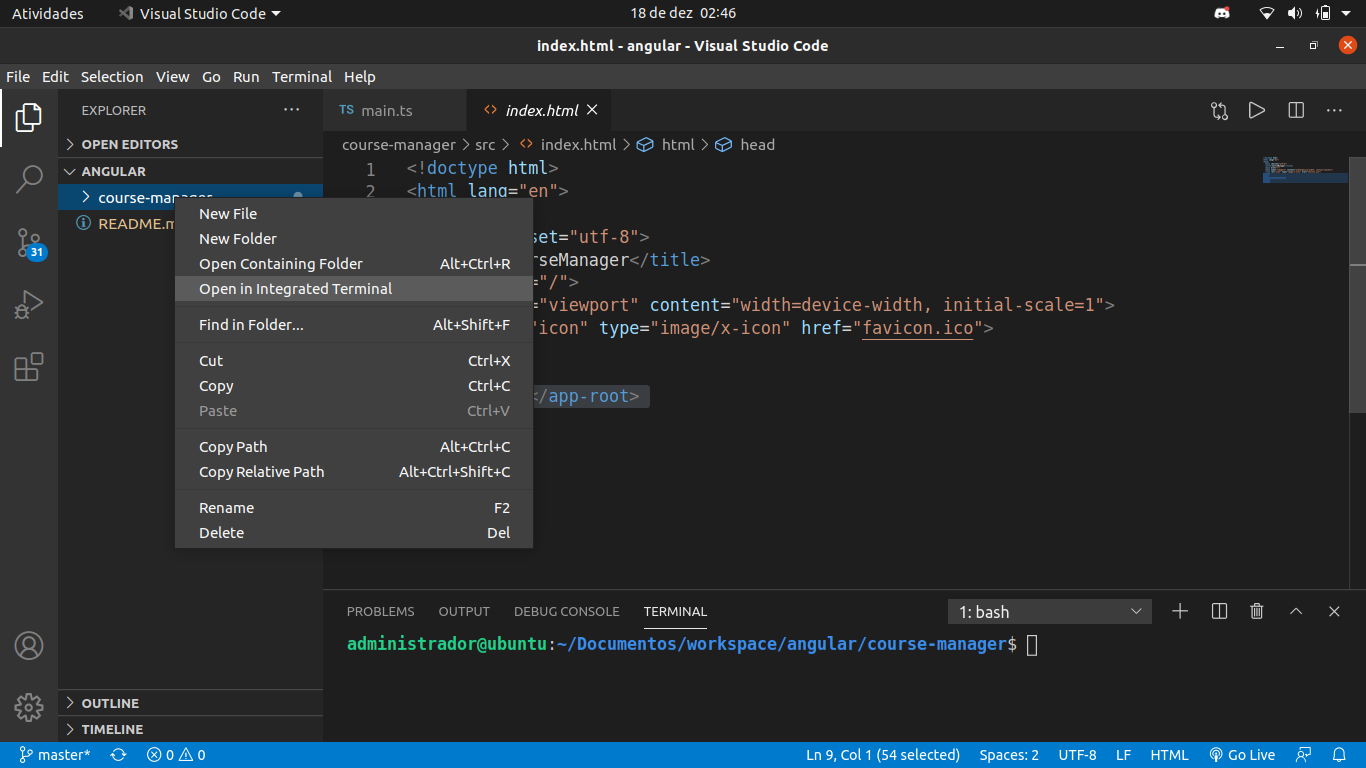 Atividades Visual Studio Code 18 de dez 02:46
index.html - angular - Visual Studio Code
File Edit Selection View Go Run Terminal Help
EXPLORER
OPEN EDITORS
ANGULAR
course-manager
README.m
TS main.ts
index.html
course-manager > src > index.html > html > head
1 <!doctype html>
2 <html lang="en">
set="utf-8">
rseManager</title>
="/">
="viewport" content="width=device-width, initial-scale=1">
"icon" type="image/x-icon" href="favicon.ico">
</app-root>
New File
New Folder
Open Containing Folder Alt+Ctrl+R
Open in Integrated Terminal
Find in Folder... Alt+Shift+F
Cut Ctrl+X
Copy Ctrl+C
Paste Ctrl+V
Copy Path Alt+Ctrl+C
Copy Relative Path Alt+Ctrl+Shift+C
Rename F2
Delete Del
31
PROBLEMS OUTPUT DEBUG CONSOLE TERMINAL 1: bash
administrador@ubuntu:~/Documentos/workspace/angular/course-manager$
OUTLINE
TIMELINE
master* 0 0 Ln 9, Col 1 (54 selected) Spaces: 2 UTF-8 LF HTML Go Live